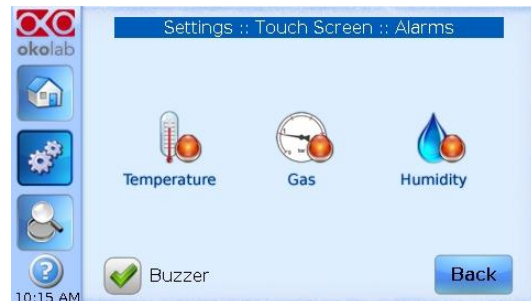 Settings :: Touch Screen :: Alarms
okolab
Temperature
Gas
Humidity
Buzzer
Back
?
10:15 AM